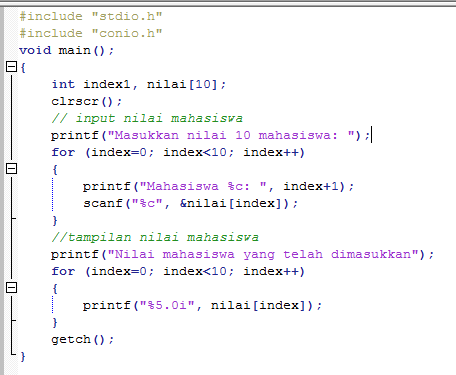 #include "stdio.h"
#include "conio.h"
void main();
{
    int index1, nilai[10];
    clrscr();
    // input nilai mahasiswa
    printf("Masukkan nilai 10 mahasiswa: ");
    for (index=0; index<10; index++)
    {
        printf("Mahasiswa %c: ", index+1);
        scanf("%c", &nilai[index]);
    }
    //tampilan nilai mahasiswa
    printf("Nilai mahasiswa yang telah dimasukkan");
    for (index=0; index<10; index++)
    {
        printf("%5.0i", nilai[index]);
    }
    getch();
}